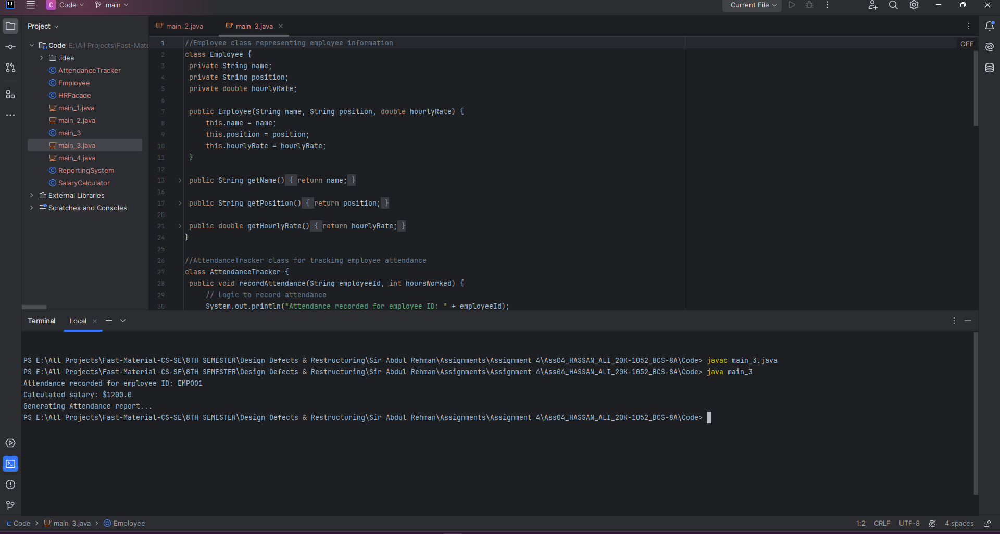 IJ
C Code main Current File
Project
Code E:\All Projects\Fast-Mate
.idea
AttendanceTracker
Employee
HRFacade
main_1.java
main_2.java
main_3
main_3.java
main_4.java
ReportingSystem
SalaryCalculator
External Libraries
Scratches and Consoles
main_2.java main_3.java
OFF
1 //Employee class representing employee information
2 class Employee {
3 private String name;
4 private String position;
5 private double hourlyRate;
6
7 public Employee(String name, String position, double hourlyRate) {
8 this.name = name;
9 this.position = position;
10 this.hourlyRate = hourlyRate;
11 }
12
13 public String getName() { return name; }
16
17 public String getPosition() { return position; }
20
21 public double getHourlyRate() { return hourlyRate; }
24 }
25
26 //AttendanceTracker class for tracking employee attendance
27 class AttendanceTracker {
28 public void recordAttendance(String employeeId, int hoursWorked) {
29 // Logic to record attendance
30 System.out.println("Attendance recorded for employee ID: " + employeeId);
Terminal Local
PS E:\All Projects\Fast-Material-CS-SE\8TH SEMESTER\Design Defects & Restructuring\Sir Abdul Rehman\Assignments\Assignment 4\Ass04_HASSAN_ALI_20K-1052_BCS-8A\Code> javac main_3.java
PS E:\All Projects\Fast-Material-CS-SE\8TH SEMESTER\Design Defects & Restructuring\Sir Abdul Rehman\Assignments\Assignment 4\Ass04_HASSAN_ALI_20K-1052_BCS-8A\Code> java main_3
Attendance recorded for employee ID: EMP001
Calculated salary: $1200.0
Generating Attendance report...
PS E:\All Projects\Fast-Material-CS-SE\8TH SEMESTER\Design Defects & Restructuring\Sir Abdul Rehman\Assignments\Assignment 4\Ass04_HASSAN_ALI_20K-1052_BCS-8A\Code>
Code > main_3.java > Employee 1:2 CRLF UTF-8 4 spaces